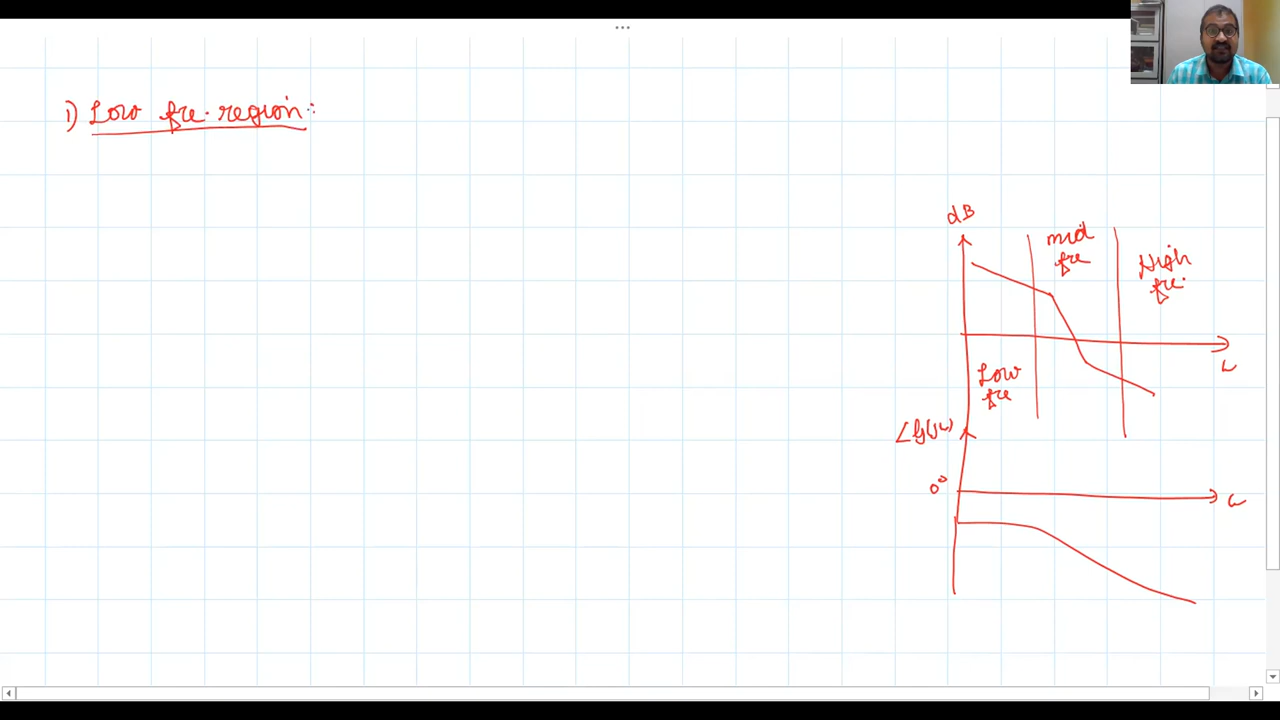 1) Low fre. region:
dB
mid
fre
High
fre.
Low
fre
∠G(jω)
0°
ω